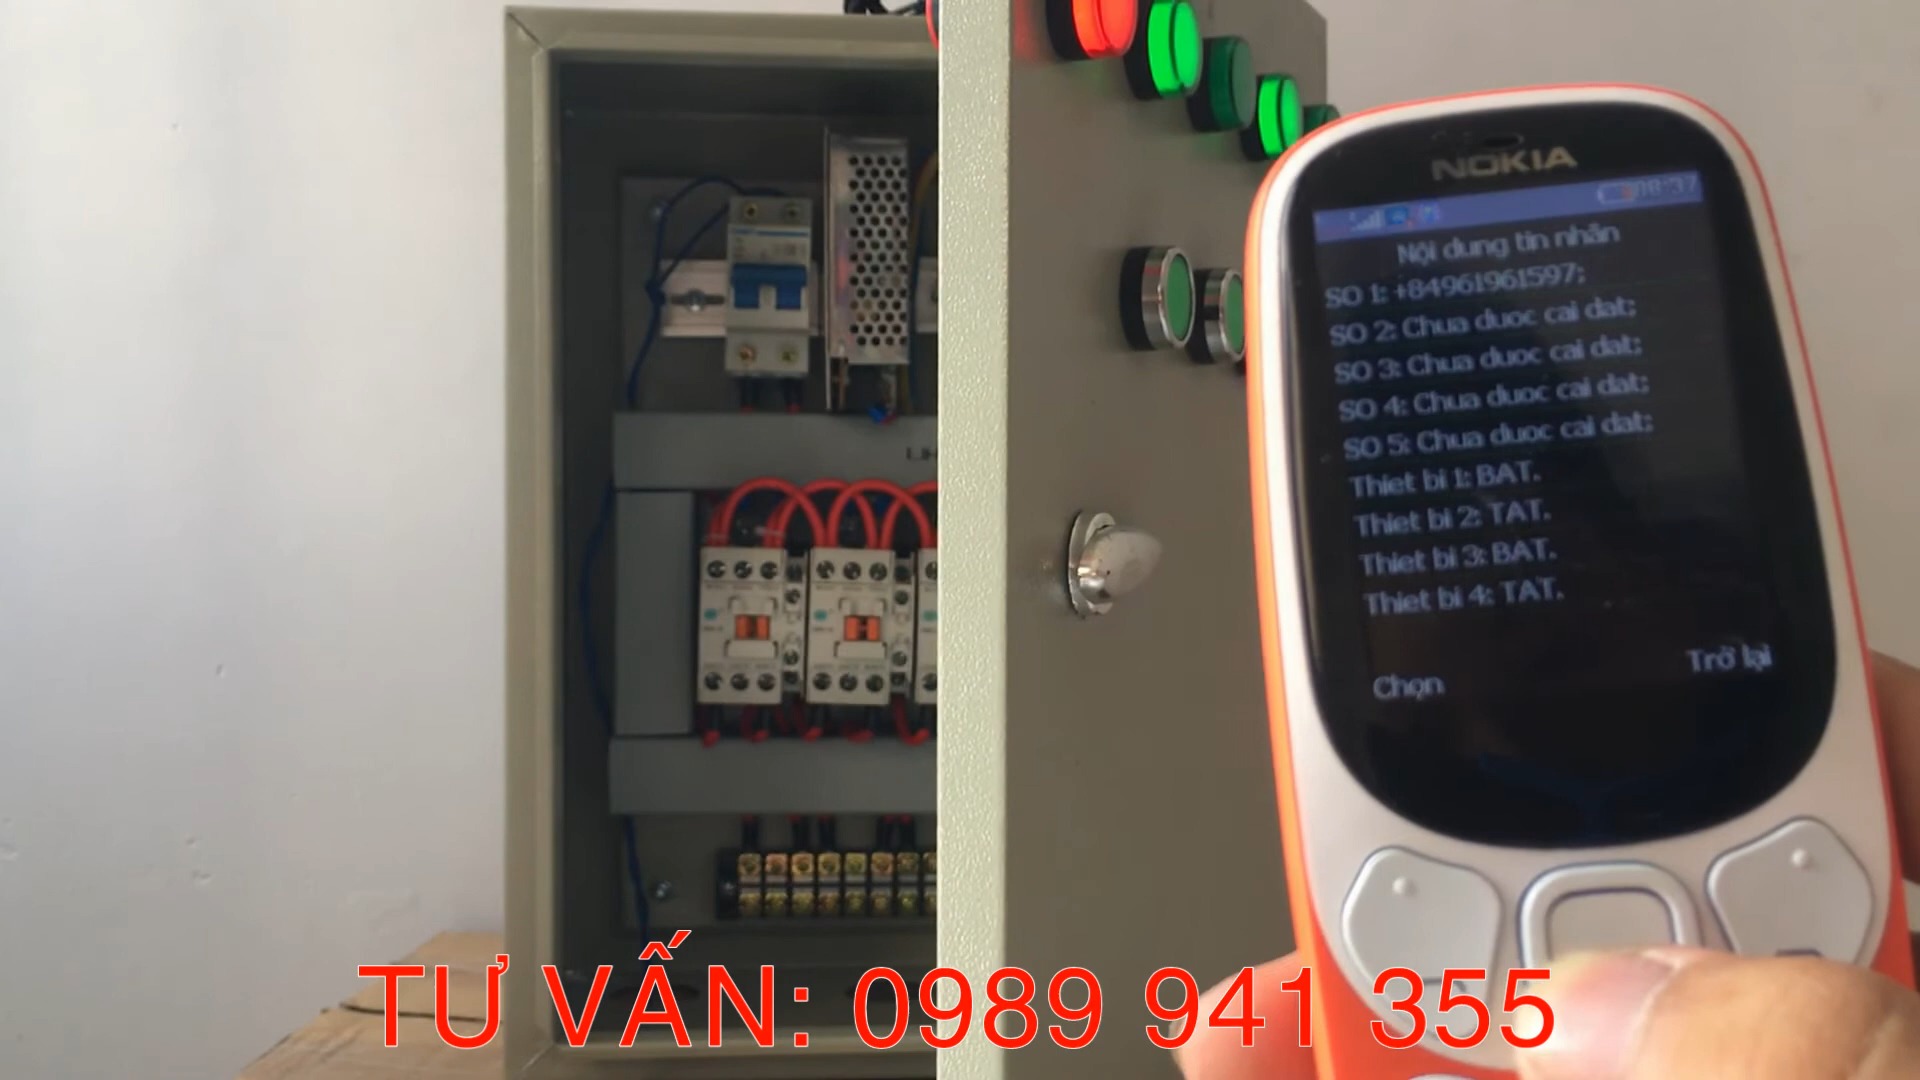 NOKIA
08:37
Nội dung tin nhắn
SO 1: +84961961597;
SO 2: Chua duoc cai dat;
SO 3: Chua duoc cai dat;
SO 4: Chua duoc cai dat;
SO 5: Chua duoc cai dat;
Thiet bi 1: BAT.
Thiet bi 2: TAT.
Thiet bi 3: BAT.
Thiet bi 4: TAT.
Chọn
Trở lại
TƯ VẤN: 0989 941 355